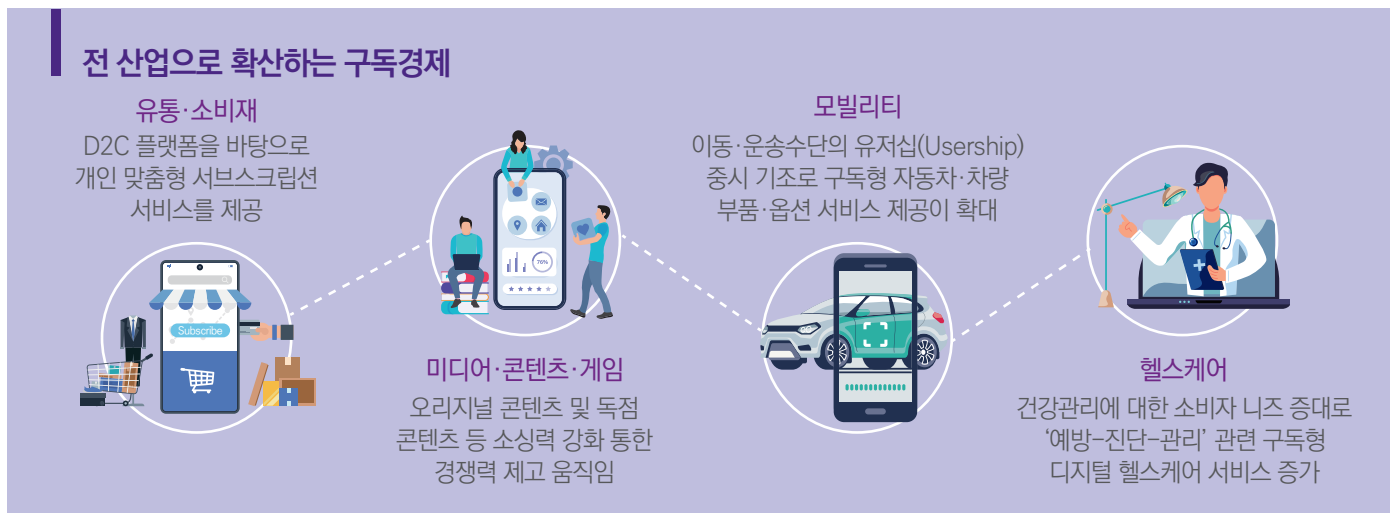 전 산업으로 확산하는 구독경제
유통·소비재
D2C 플랫폼을 바탕으로
개인 맞춤형 서브스크립션
서비스를 제공
Subscribe
76%
미디어·콘텐츠·게임
오리지널 콘텐츠 및 독점
콘텐츠 등 소싱력 강화 통한
경쟁력 제고 움직임
모빌리티
이동·운송수단의 유저십(Usership)
중시 기조로 구독형 자동차·차량
부품·옵션 서비스 제공이 확대
헬스케어
건강관리에 대한 소비자 니즈 증대로
‘예방–진단–관리’ 관련 구독형
디지털 헬스케어 서비스 증가